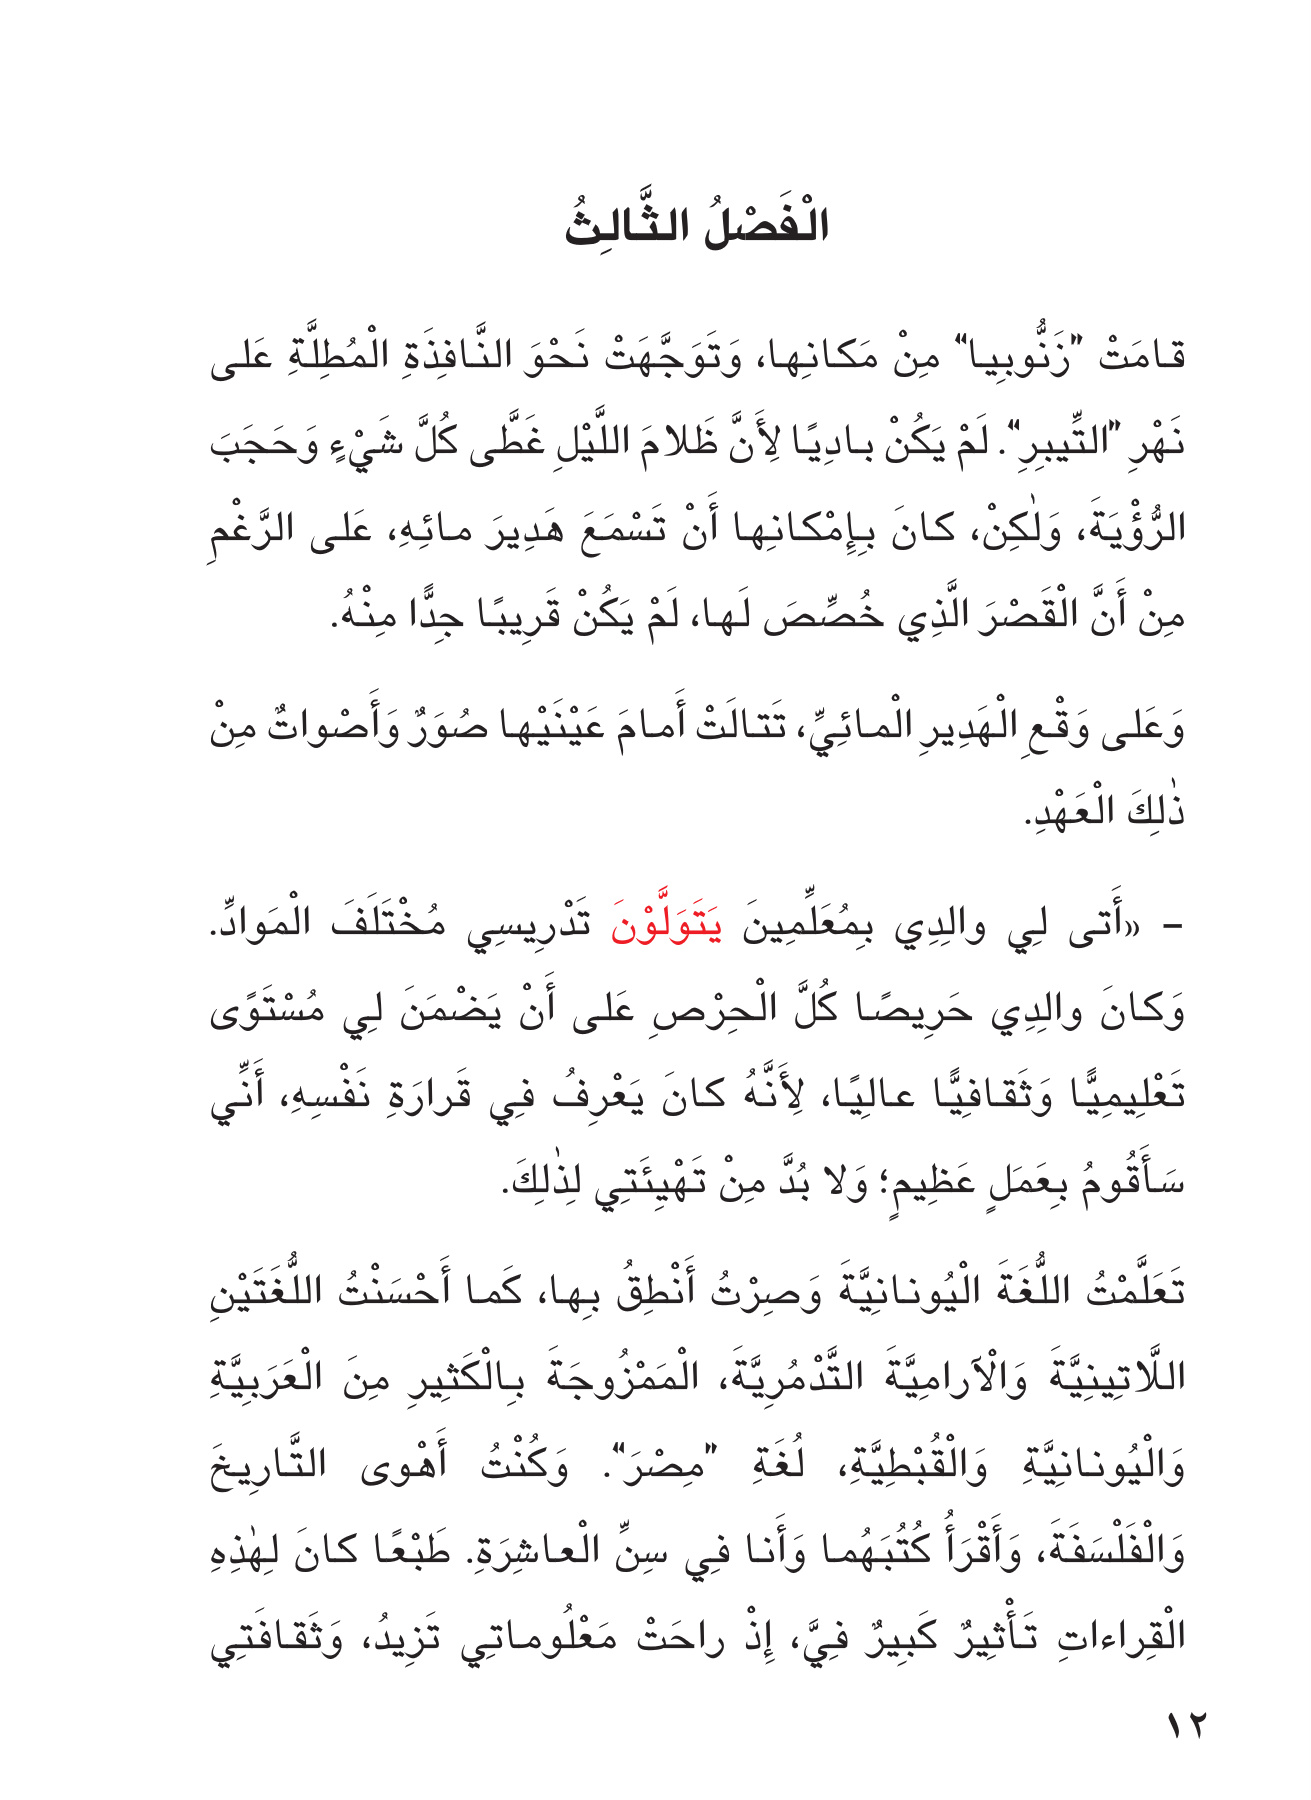 الْفَصْلُ الثَّالِثُ
قامَتْ "زَنُّوبِيا" مِنْ مَكانِها، وَتَوَجَّهَتْ نَحْوَ النَّافِذَةِ الْمُطِلَّةِ عَلى
نَهْرِ "التِّيبرِ". لَمْ يَكُنْ بادِيًا لِأَنَّ ظَلامَ اللَّيْلِ غَطَّى كُلَّ شَيْءٍ وَحَجَبَ
الرُّؤْيَةَ، وَلٰكِنْ، كانَ بِإِمْكانِها أَنْ تَسْمَعَ هَدِيرَ مائِهِ، عَلى الرَّغْمِ
مِنْ أَنَّ الْقَصْرَ الَّذِي خُصِّصَ لَها، لَمْ يَكُنْ قَرِيبًا جِدًّا مِنْهُ.
وَعَلى وَقْعِ الْهَدِيرِ الْمائِيِّ، تَتالَتْ أَمامَ عَيْنَيْها صُوَرٌ وَأَصْواتٌ مِنْ
ذٰلِكَ الْعَهْدِ.
– «أَتى لِي والِدِي بِمُعَلِّمِينَ يَتَوَلَّوْنَ تَدْرِيسِي مُخْتَلَفَ الْمَوادِّ.
وَكانَ والِدِي حَرِيصًا كُلَّ الْحِرْصِ عَلى أَنْ يَضْمَنَ لِي مُسْتَوًى
تَعْلِيمِيًّا وَثَقافِيًّا عالِيًا، لِأَنَّهُ كانَ يَعْرِفُ فِي قَرارَةِ نَفْسِهِ، أَنِّي
سَأَقُومُ بِعَمَلٍ عَظِيمٍ؛ وَلا بُدَّ مِنْ تَهْيِئَتِي لِذٰلِكَ.
تَعَلَّمْتُ اللُّغَةَ الْيُونانِيَّةَ وَصِرْتُ أَنْطِقُ بِها، كَما أَحْسَنْتُ اللُّغَتَيْنِ
اللَّاتِينِيَّةَ وَالْآرامِيَّةَ التَّدْمُرِيَّةَ، الْمَمْزُوجَةَ بِالْكَثِيرِ مِنَ الْعَرَبِيَّةِ
وَالْيُونانِيَّةِ وَالْقُبْطِيَّةِ، لُغَةِ "مِصْرَ". وَكُنْتُ أَهْوى التَّارِيخَ
وَالْفَلْسَفَةَ، وَأَقْرَأُ كُتُبَهُما وَأَنا فِي سِنِّ الْعاشِرَةِ. طَبْعًا كانَ لِهٰذِهِ
الْقِراءاتِ تَأْثِيرٌ كَبِيرٌ فِيَّ، إِذْ راحَتْ مَعْلُوماتِي تَزِيدُ، وَثَقافَتِي
١٢